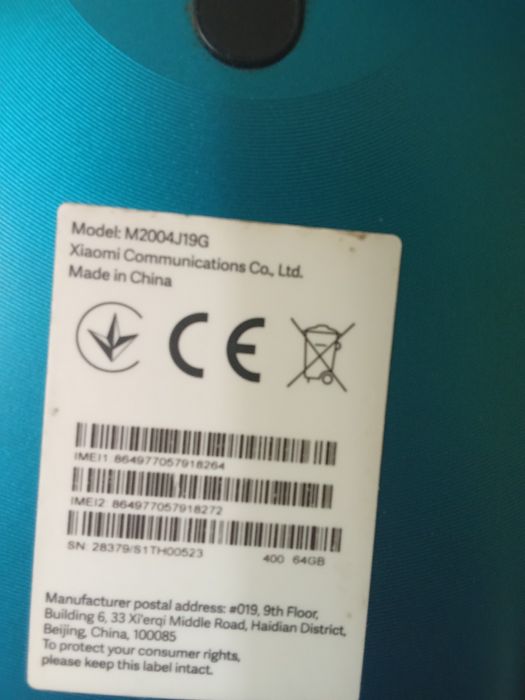 Model: M2004J19G
Xiaomi Communications Co., Ltd.
Made in China
CE
IMEI1: 864977057918264
IMEI2: 864977057918272
SN: 28379/S1TH00523 400 64GB
Manufacturer postal address: #019, 9th Floor,
Building 6, 33 Xi'erqi Middle Road, Haidian District,
Beijing, China, 100085
To protect your consumer rights,
please keep this label intact.